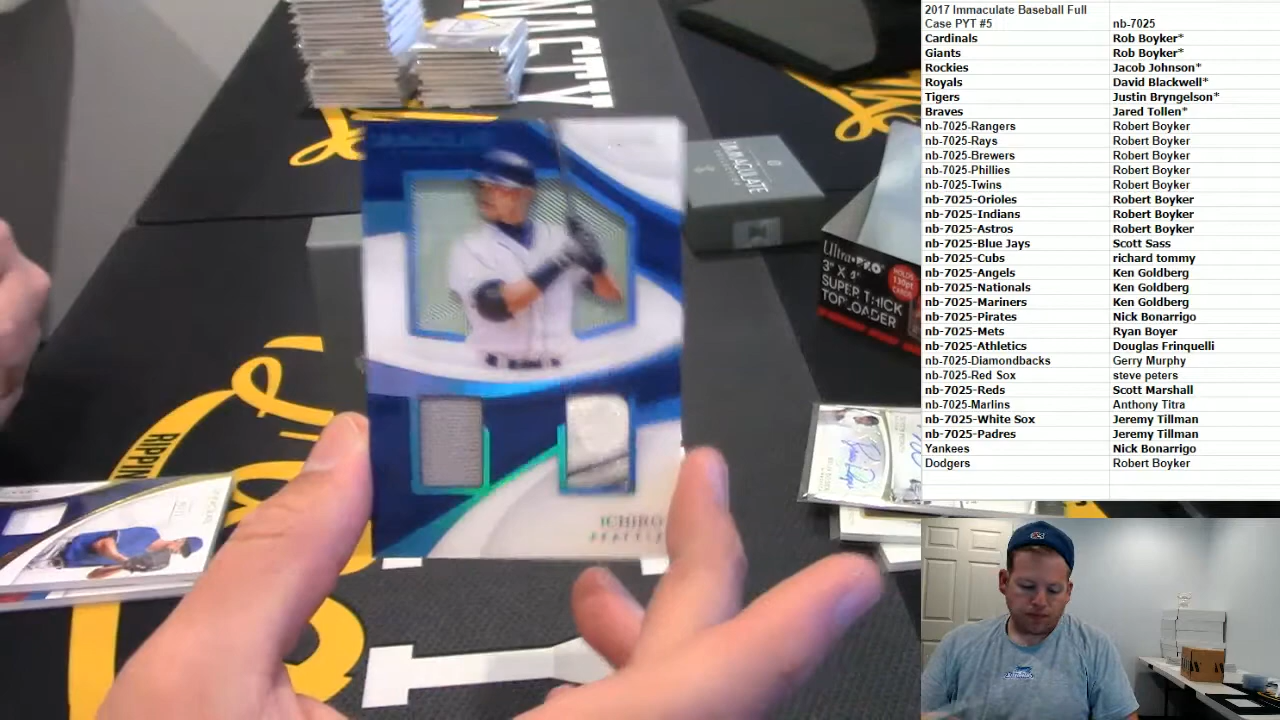 2017 Immaculate Baseball Full
Case PYT #5 nb-7025
Cardinals Rob Boyker*
Giants Rob Boyker*
Rockies Jacob Johnson*
Royals David Blackwell*
Tigers Justin Bryngelson*
Braves Jared Tollen*
nb-7025-Rangers Robert Boyker
nb-7025-Rays Robert Boyker
nb-7025-Brewers Robert Boyker
nb-7025-Phillies Robert Boyker
nb-7025-Twins Robert Boyker
nb-7025-Orioles Robert Boyker
nb-7025-Indians Robert Boyker
nb-7025-Astros Robert Boyker
nb-7025-Blue Jays Scott Sass
nb-7025-Cubs richard tommy
nb-7025-Angels Ken Goldberg
nb-7025-Nationals Ken Goldberg
nb-7025-Mariners Ken Goldberg
nb-7025-Pirates Nick Bonarrigo
nb-7025-Mets Ryan Boyer
nb-7025-Athletics Douglas Frinquelli
nb-7025-Diamondbacks Gerry Murphy
nb-7025-Red Sox steve peters
nb-7025-Reds Scott Marshall
nb-7025-Marlins Anthony Titra
nb-7025-White Sox Jeremy Tillman
nb-7025-Padres Jeremy Tillman
Yankees Nick Bonarrigo
Dodgers Robert Boyker
IMMACULATE
Ultra PRO
3" X 4"
SUPER THICK
TOPLOADER
HOLDS
130pt
CARDS
ICHIRO
SEATTLE
RIPPIN